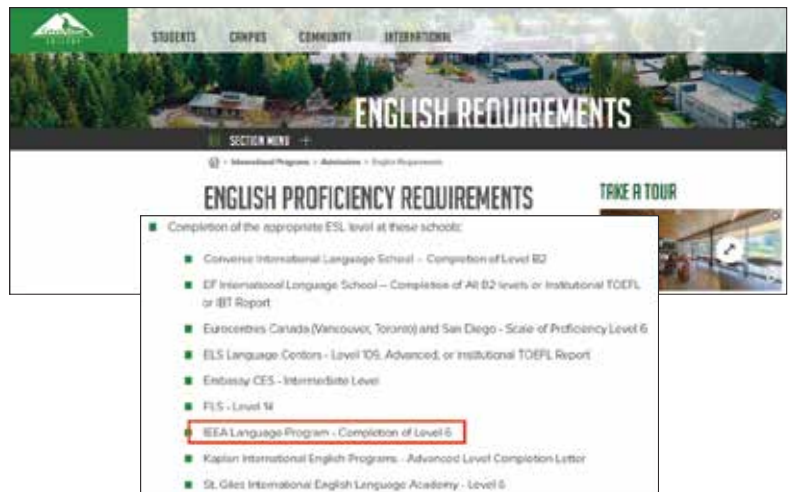 STUDENTS CAMPUS COMMUNITY INTERNATIONAL
ENGLISH REQUIREMENTS
SECTION MENU +
International Programs > Admissions > English Requirements
ENGLISH PROFICIENCY REQUIREMENTS
TAKE A TOUR
Completion of the appropriate ESL level at these schools:
Converse International Language School – Completion of Level B2
EF International Language School – Completion of All B2 levels or Institutional TOEFL
or IBT Report
Eurocentres Canada (Vancouver, Toronto) and San Diego - Scale of Proficiency Level 6
ELS Language Centers - Level 109, Advanced, or Institutional TOEFL Report
Embassy CES - Intermediate Level
FLS - Level 14
IEEA Language Program - Completion of Level 6
Kaplan International English Programs - Advanced Level Completion Letter
St. Giles International English Language Academy - Level 6